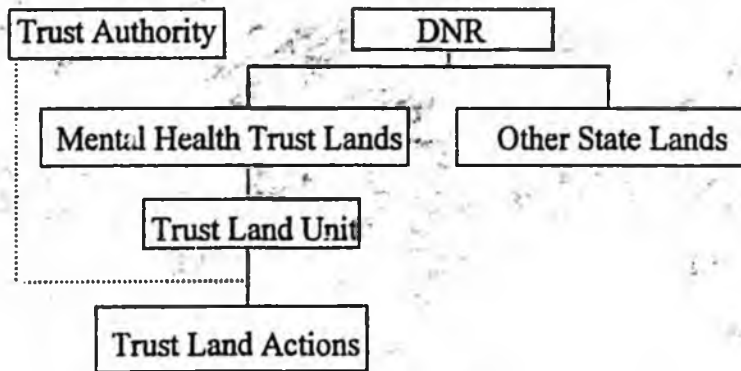 Trust Authority
DNR
Mental Health Trust Lands
Other State Lands
Trust Land Unit
Trust Land Actions